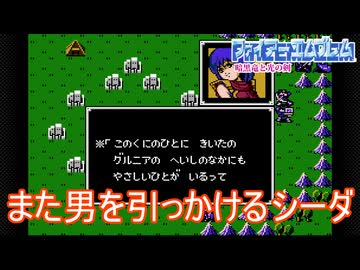 ファイアーエムブレム
暗黒竜と光の剣
※「 このくにのひとに きいたの
グルニアの へいしのなかにも
やさしいひとが いるって
また男を引っかけるシーダ